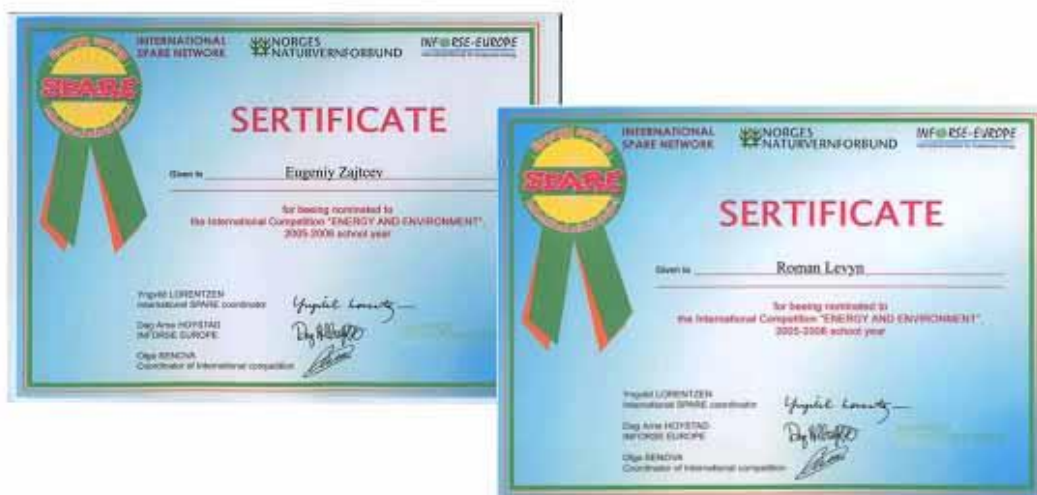 INTERNATIONAL
SPARE NETWORK
NORGES
NATURVERNFORBUND
INFORSE-EUROPE
SPARE
SERTIFICATE
Given to Eugeniy Zajtcev
for beeing nominated to
the International Competition "ENERGY AND ENVIRONMENT",
2005-2006 school year
Yngvild LORENTZEN
International SPARE coordinator
Dag Arne HOYSTAD
INFORSE EUROPE
Olga SENOVA
Coordinator of International competition
INTERNATIONAL
SPARE NETWORK
NORGES
NATURVERNFORBUND
INFORSE-EUROPE
SPARE
SERTIFICATE
Given to Roman Levyn
for beeing nominated to
the International Competition "ENERGY AND ENVIRONMENT",
2005-2006 school year
Yngvild LORENTZEN
International SPARE coordinator
Dag Arne HOYSTAD
INFORSE EUROPE
Olga SENOVA
Coordinator of International competition